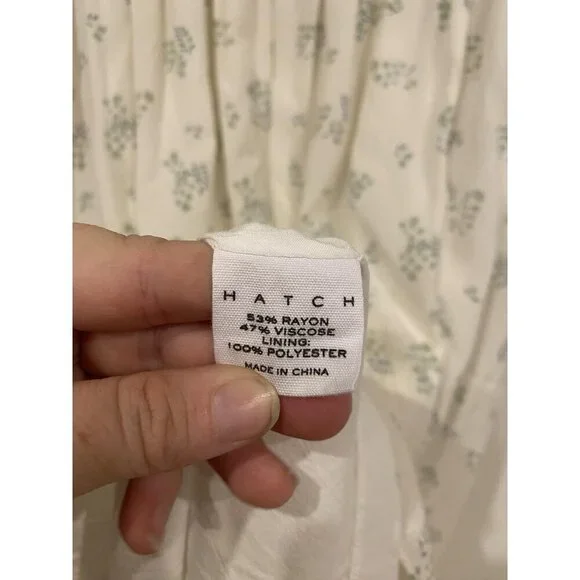 HATCH
53% RAYON
47% VISCOSE
LINING:
100% POLYESTER
MADE IN CHINA